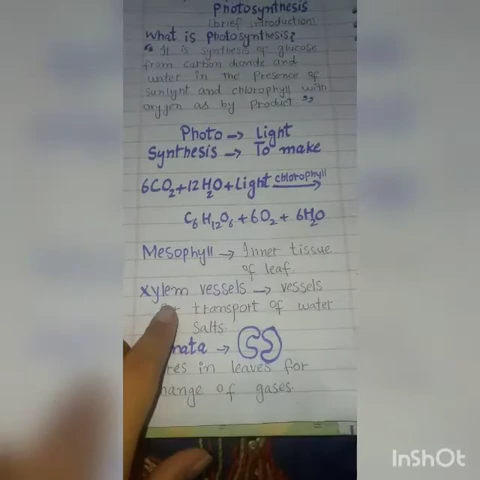 Photosynthesis
(brief introduction)
What is Photosynthesis?
" It is synthesis of glucose
from carbon dioxide and
water in the Presence of
Sunlight and chlorophyll with
oxygen as by Product "
Photo → Light
Synthesis → To make
6CO2+12H2O+Light chlorophyll→
C6H12O6+6O2+6H2O
Mesophyll → Inner tissue
of leaf
xylem vessels → vessels
transport of water
Salts.
→
in leaves for
of gases.
InShOt